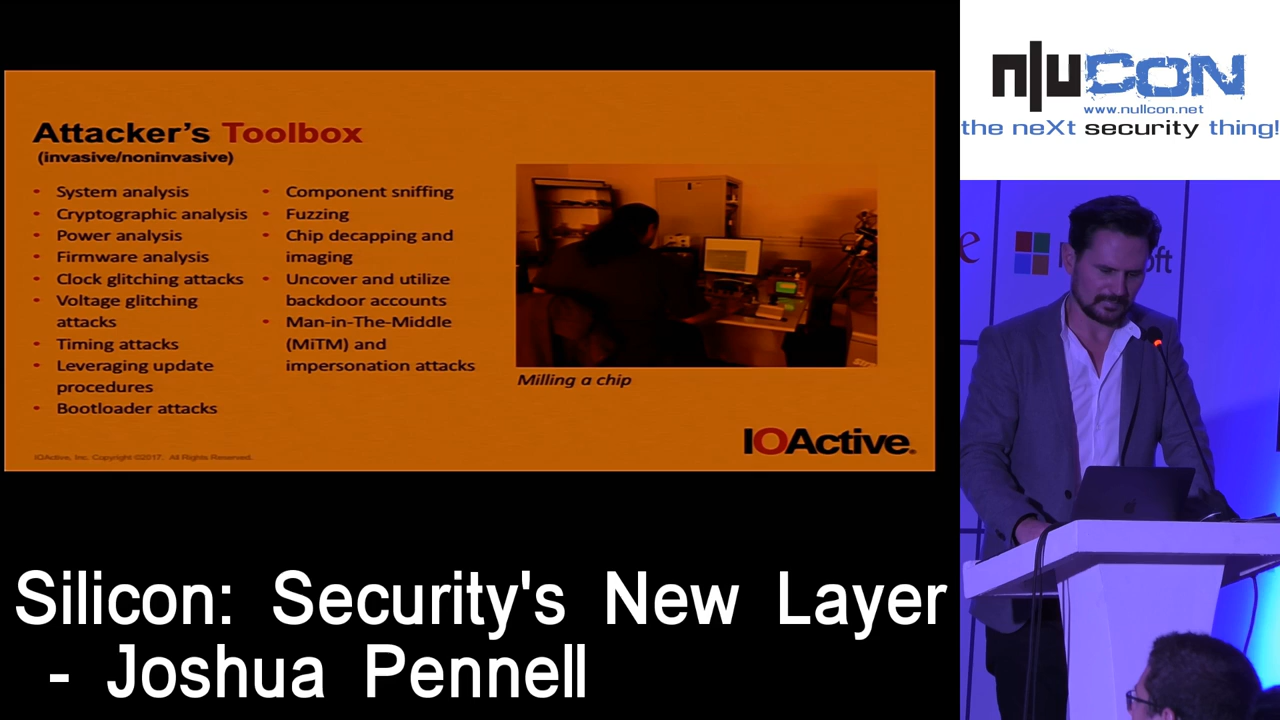 Attacker's Toolbox
(invasive/noninvasive)
• System analysis
• Cryptographic analysis
• Power analysis
• Firmware analysis
• Clock glitching attacks
• Voltage glitching
attacks
• Timing attacks
• Leveraging update
procedures
• Bootloader attacks
• Component sniffing
• Fuzzing
• Chip decapping and
imaging
• Uncover and utilize
backdoor accounts
• Man-in-The-Middle
(MiTM) and
impersonation attacks
Milling a chip
IOActive, Inc. Copyright ©2017. All Rights Reserved.
IOActive.
n|uCON
www.nullcon.net
the neXt security thing!
Silicon: Security's New Layer
- Joshua Pennell